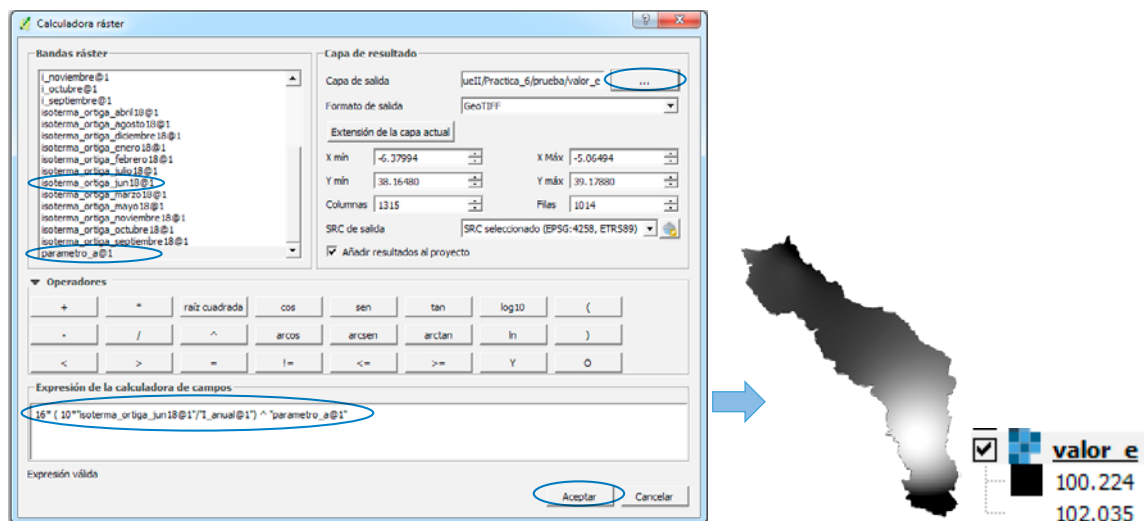 Calculadora ráster
Bandas ráster
i_noviembre@1
i_octubre@1
i_septiembre@1
isoterma_ortiga_abril18@1
isoterma_ortiga_agosto18@1
isoterma_ortiga_diciembre18@1
isoterma_ortiga_enero18@1
isoterma_ortiga_febrero18@1
isoterma_ortiga_julio18@1
isoterma_ortiga_jun18@1
isoterma_ortiga_marzo18@1
isoterma_ortiga_mayo18@1
isoterma_ortiga_noviembre18@1
isoterma_ortiga_octubre18@1
isoterma_ortiga_septiembre18@1
parametro_a@1
Capa de resultado
Capa de salida ueII/Practica_6/prueba/valor_e ...
Formato de salida GeoTIFF
Extensión de la capa actual
X mín -6.37994 X Máx -5.06494
Y mín 38.16480 Y máx 39.17880
Columnas 1315 Filas 1014
SRC de salida SRC seleccionado (EPSG:4258, ETRS89)
Añadir resultados al proyecto
Operadores
+ * raíz cuadrada cos sen tan log10 (
- / ^ arcos arcsen arctan ln )
< > = != <= >= Y O
Expresión de la calculadora de campos
16* ( 10*"isoterma_ortiga_jun18@1"/"I_anual@1") ^ "parametro_a@1"
Expresión válida
Aceptar Cancelar
valor_e
100.224
102.035